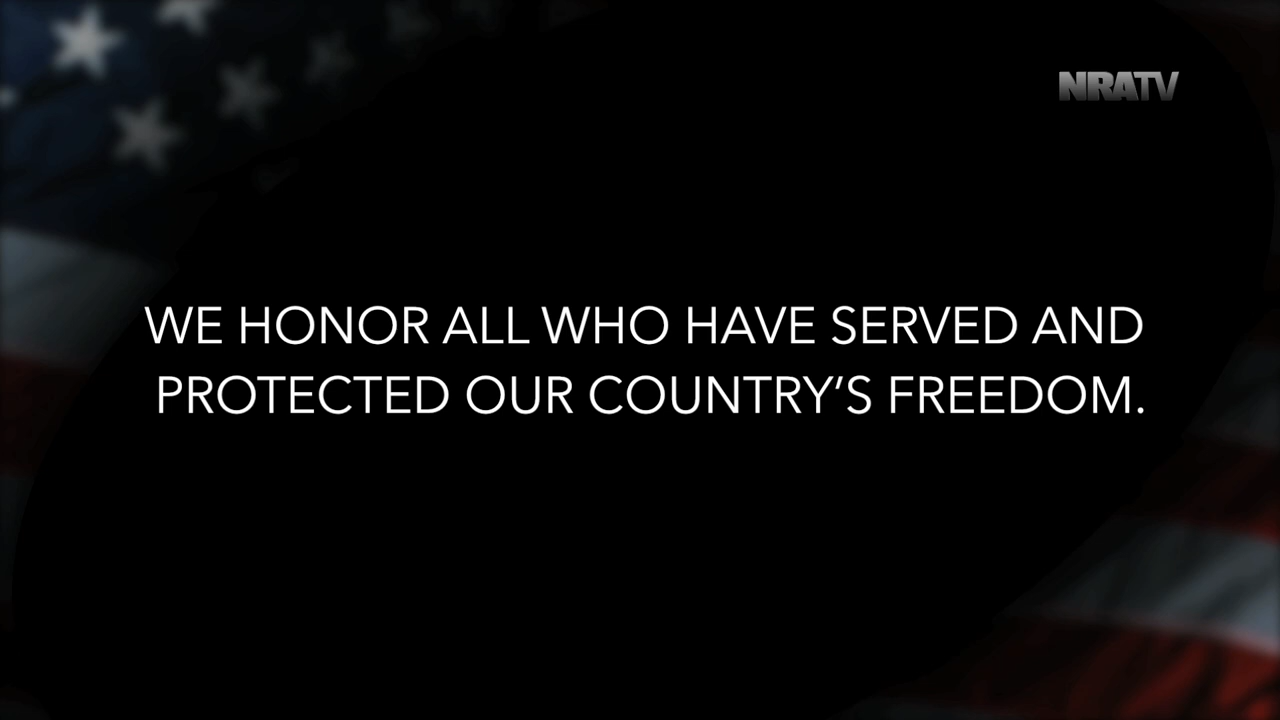 NRATV
WE HONOR ALL WHO HAVE SERVED AND
PROTECTED OUR COUNTRY‘S FREEDOM.